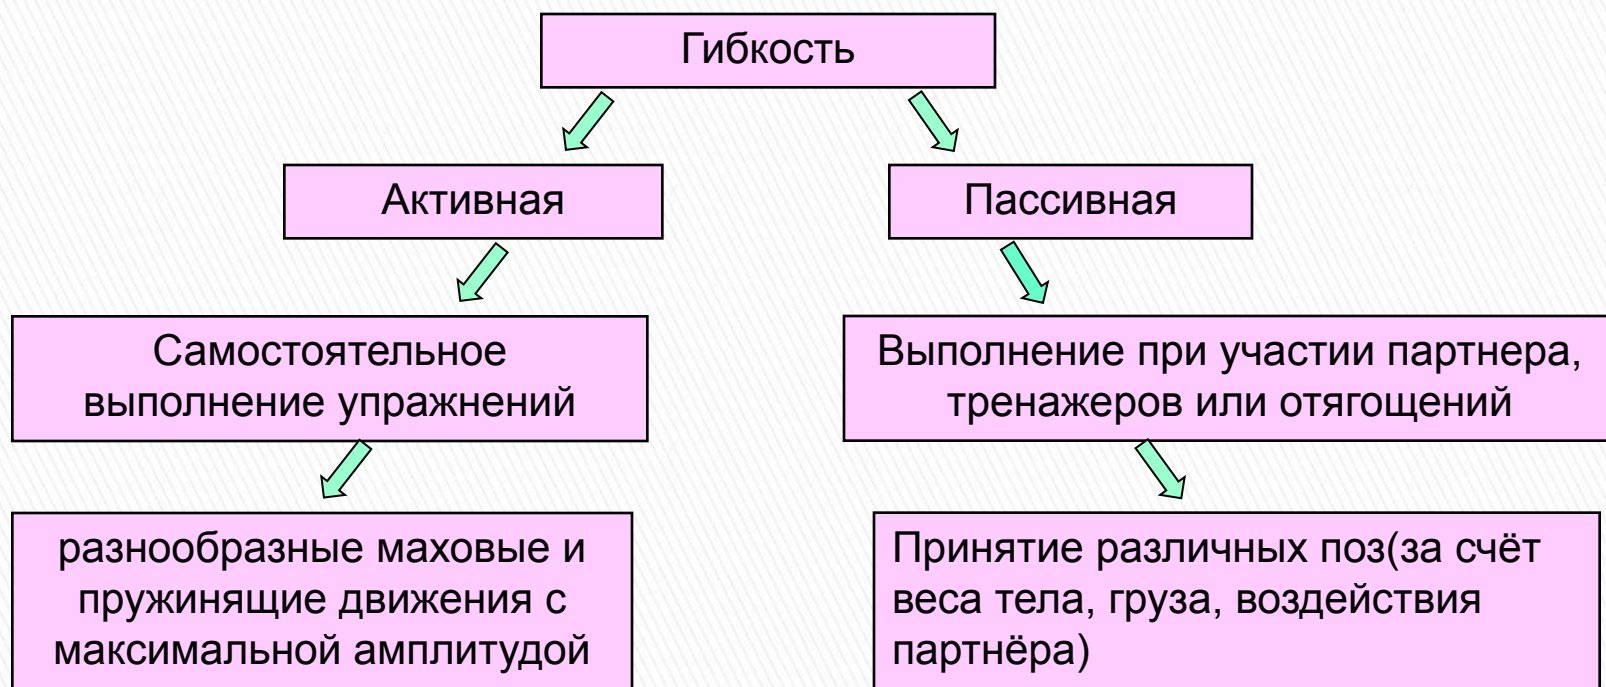 Гибкость
Активная
Пассивная
Самостоятельное
выполнение упражнений
Выполнение при участии партнера,
тренажеров или отягощений
разнообразные маховые и
пружинящие движения с
максимальной амплитудой
Принятие различных поз(за счёт
веса тела, груза, воздействия
партнёра)